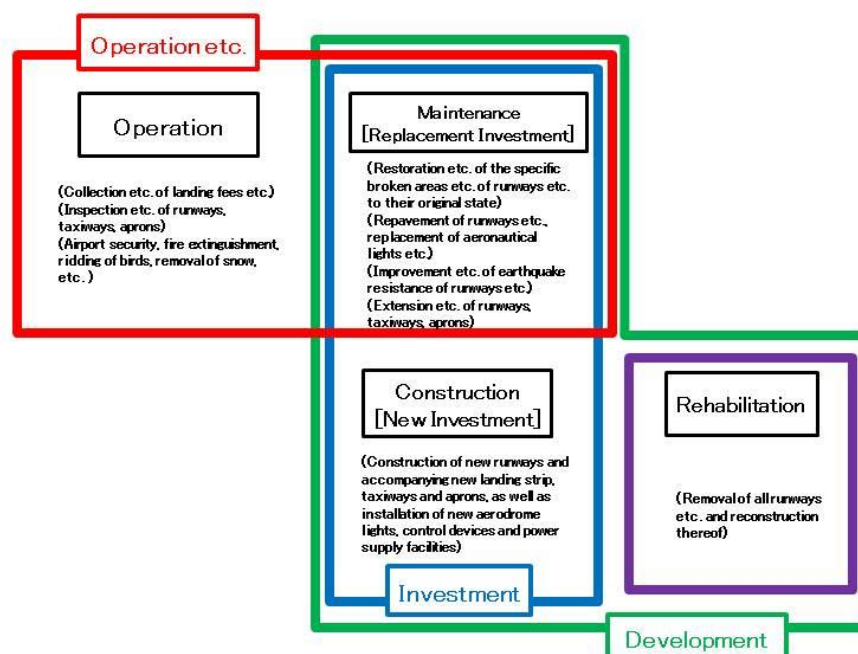 Operation etc.
Operation
(Collection etc. of landing fees etc.)
(Inspection etc. of runways,
taxiways, aprons)
(Airport security, fire extinguishment,
ridding of birds, removal of snow,
etc. )
Maintenance
[Replacement Investment]
(Restoration etc. of the specific
broken areas etc. of runways etc.
to their original state)
(Repavement of runways etc.,
replacement of aeronautical
lights etc.)
(Improvement etc. of earthquake
resistance of runways etc.)
(Extension etc. of runways,
taxiways, aprons)
Construction
[New Investment]
(Construction of new runways and
accompanying new landing strip,
taxiways and aprons, as well as
installation of new aerodrome
lights, control devices and power
supply facilities)
Investment
Rehabilitation
(Removal of all runways
etc. and reconstruction
thereof)
Development